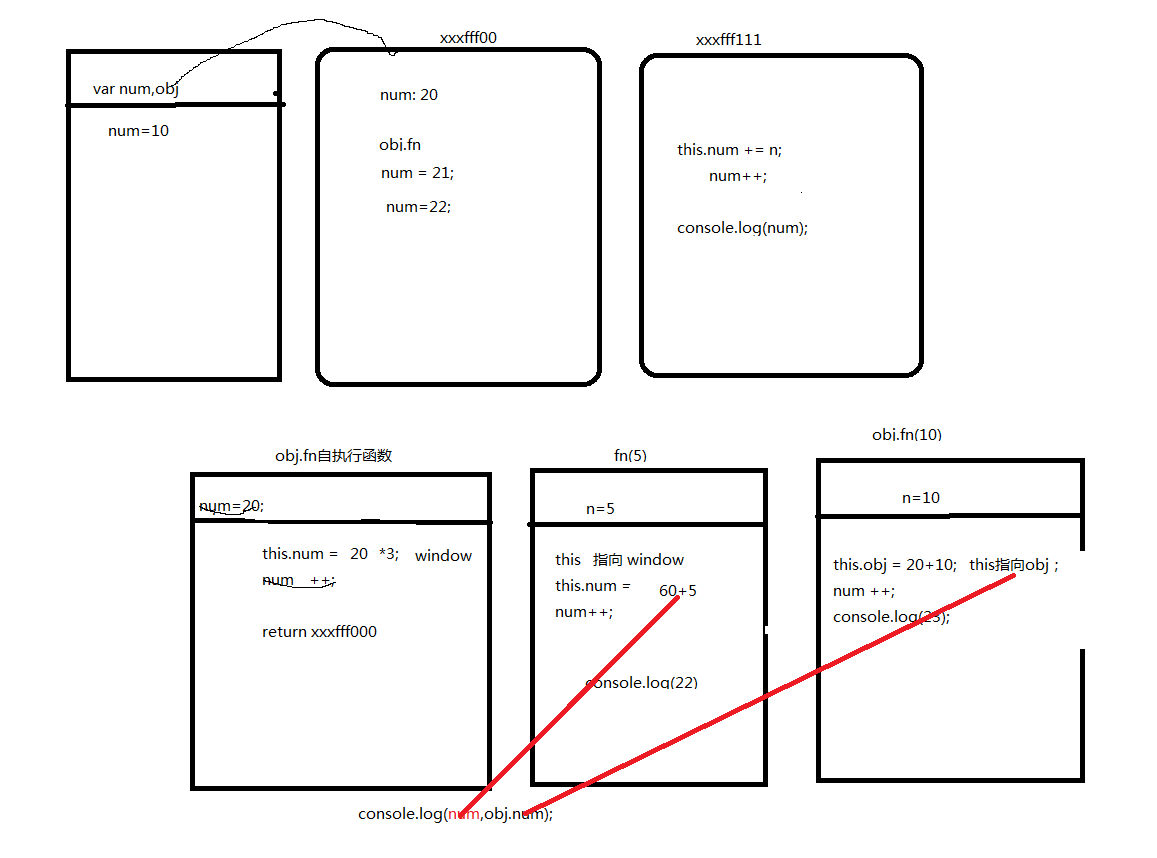 xxxfff00
xxxfff111
var num,obj
num=10
num: 20
obj.fn
num = 21;
num=22;
this.num += n;
num++;
console.log(num);
obj.fn自执行函数
num=20;
this.num = 20 *3; window
num ++;
return xxxfff000
fn(5)
n=5
this 指向 window
this.num = 60+5
num++;
console.log(22)
obj.fn(10)
n=10
this.obj = 20+10; this指向obj ;
num ++;
console.log(23);
console.log(num,obj.num);